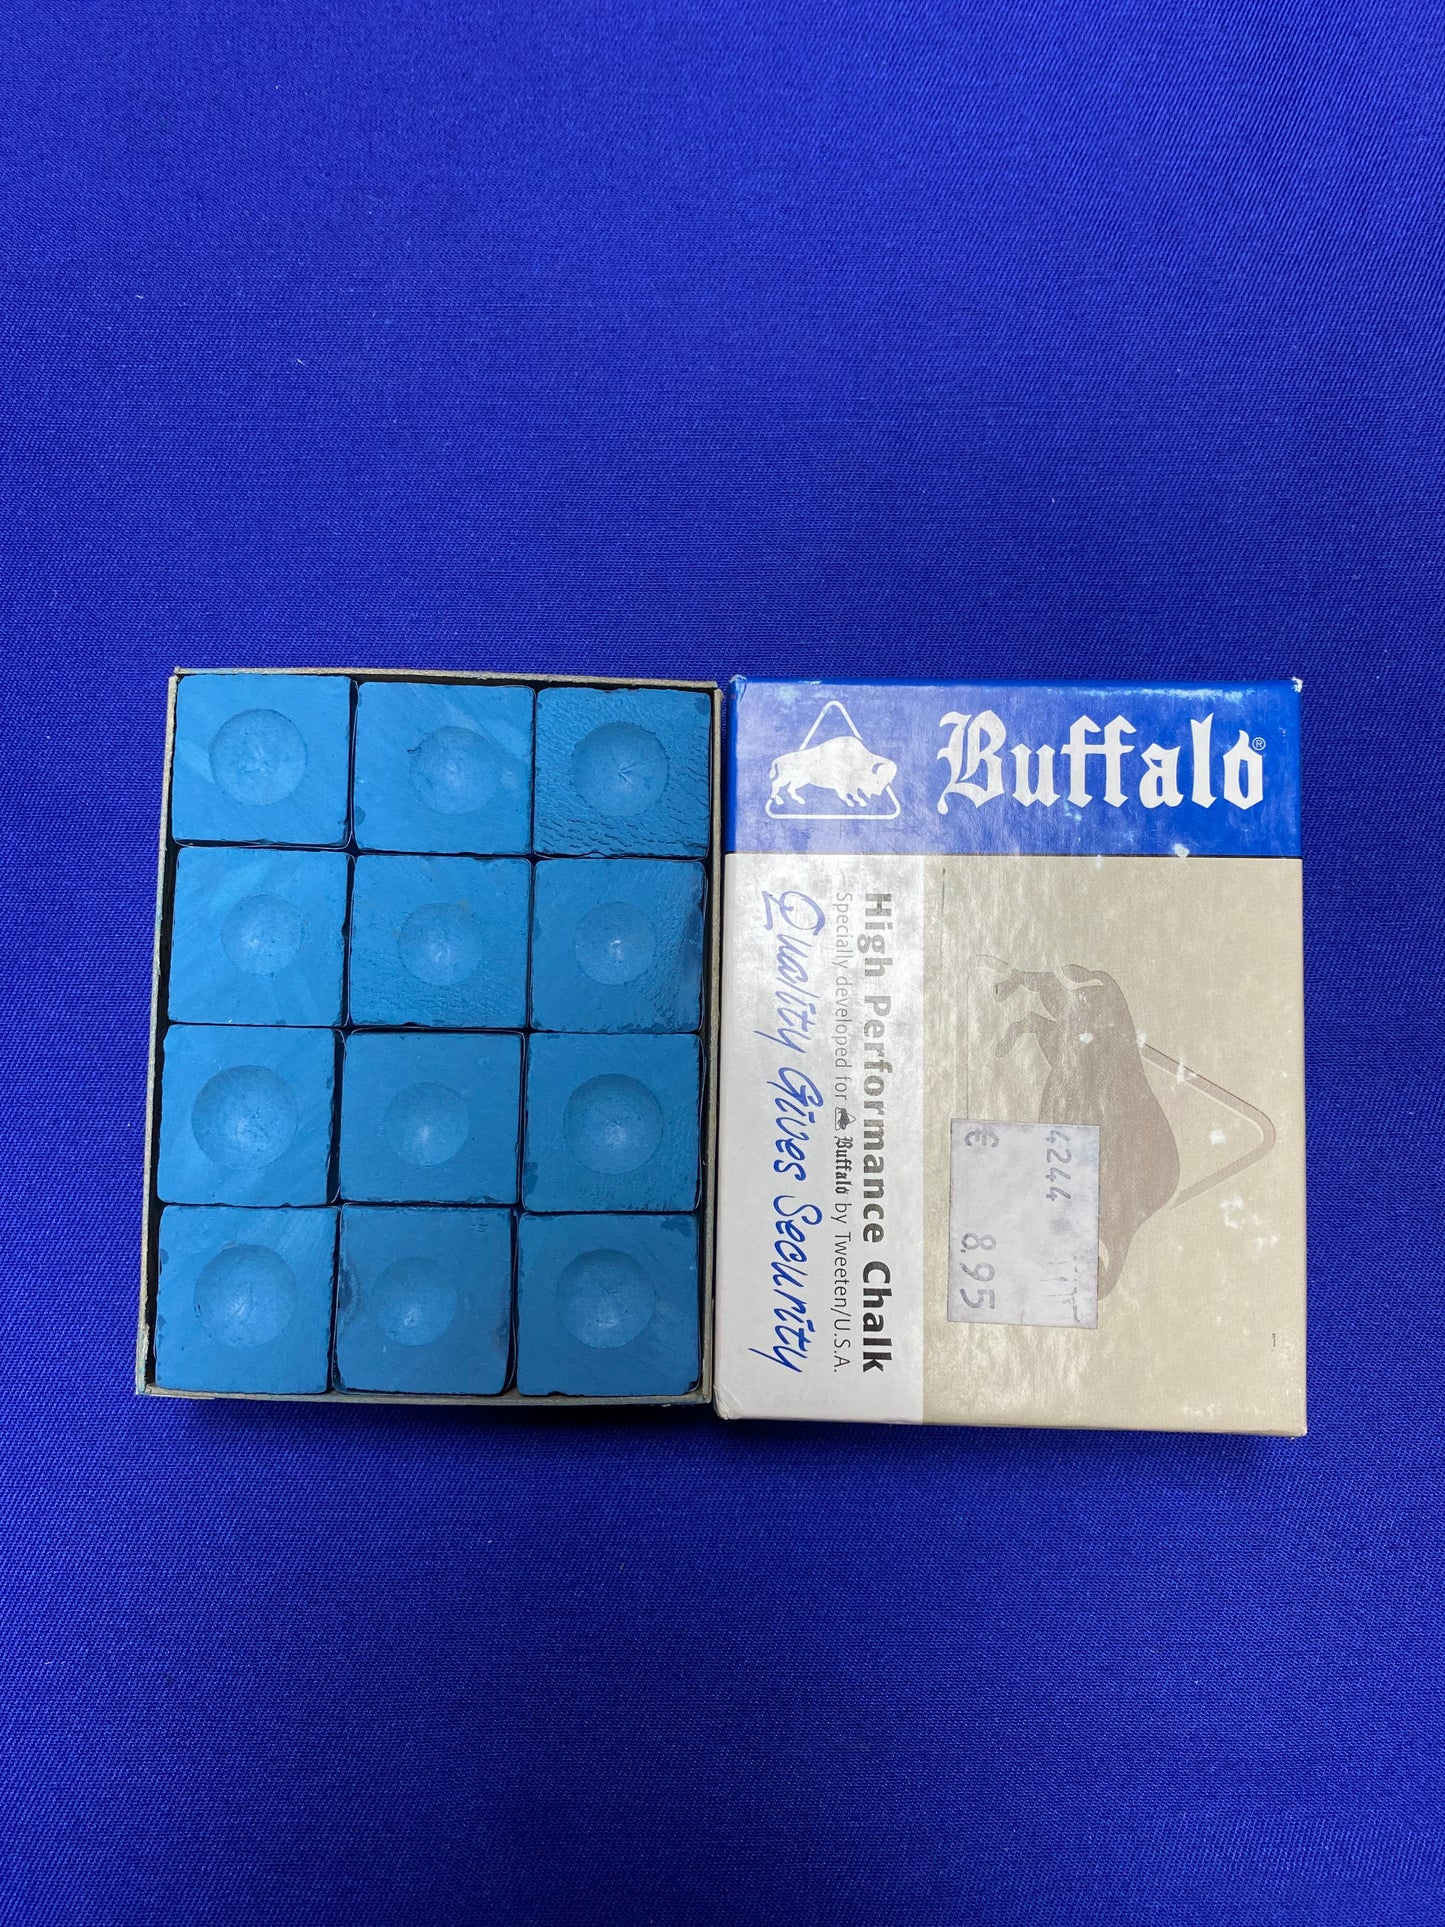 Buffalo®
High Performance Chalk
Specially developed for Buffalo by Tweeten/U.S.A.
Quality Gives Security
4244
€ 8,95